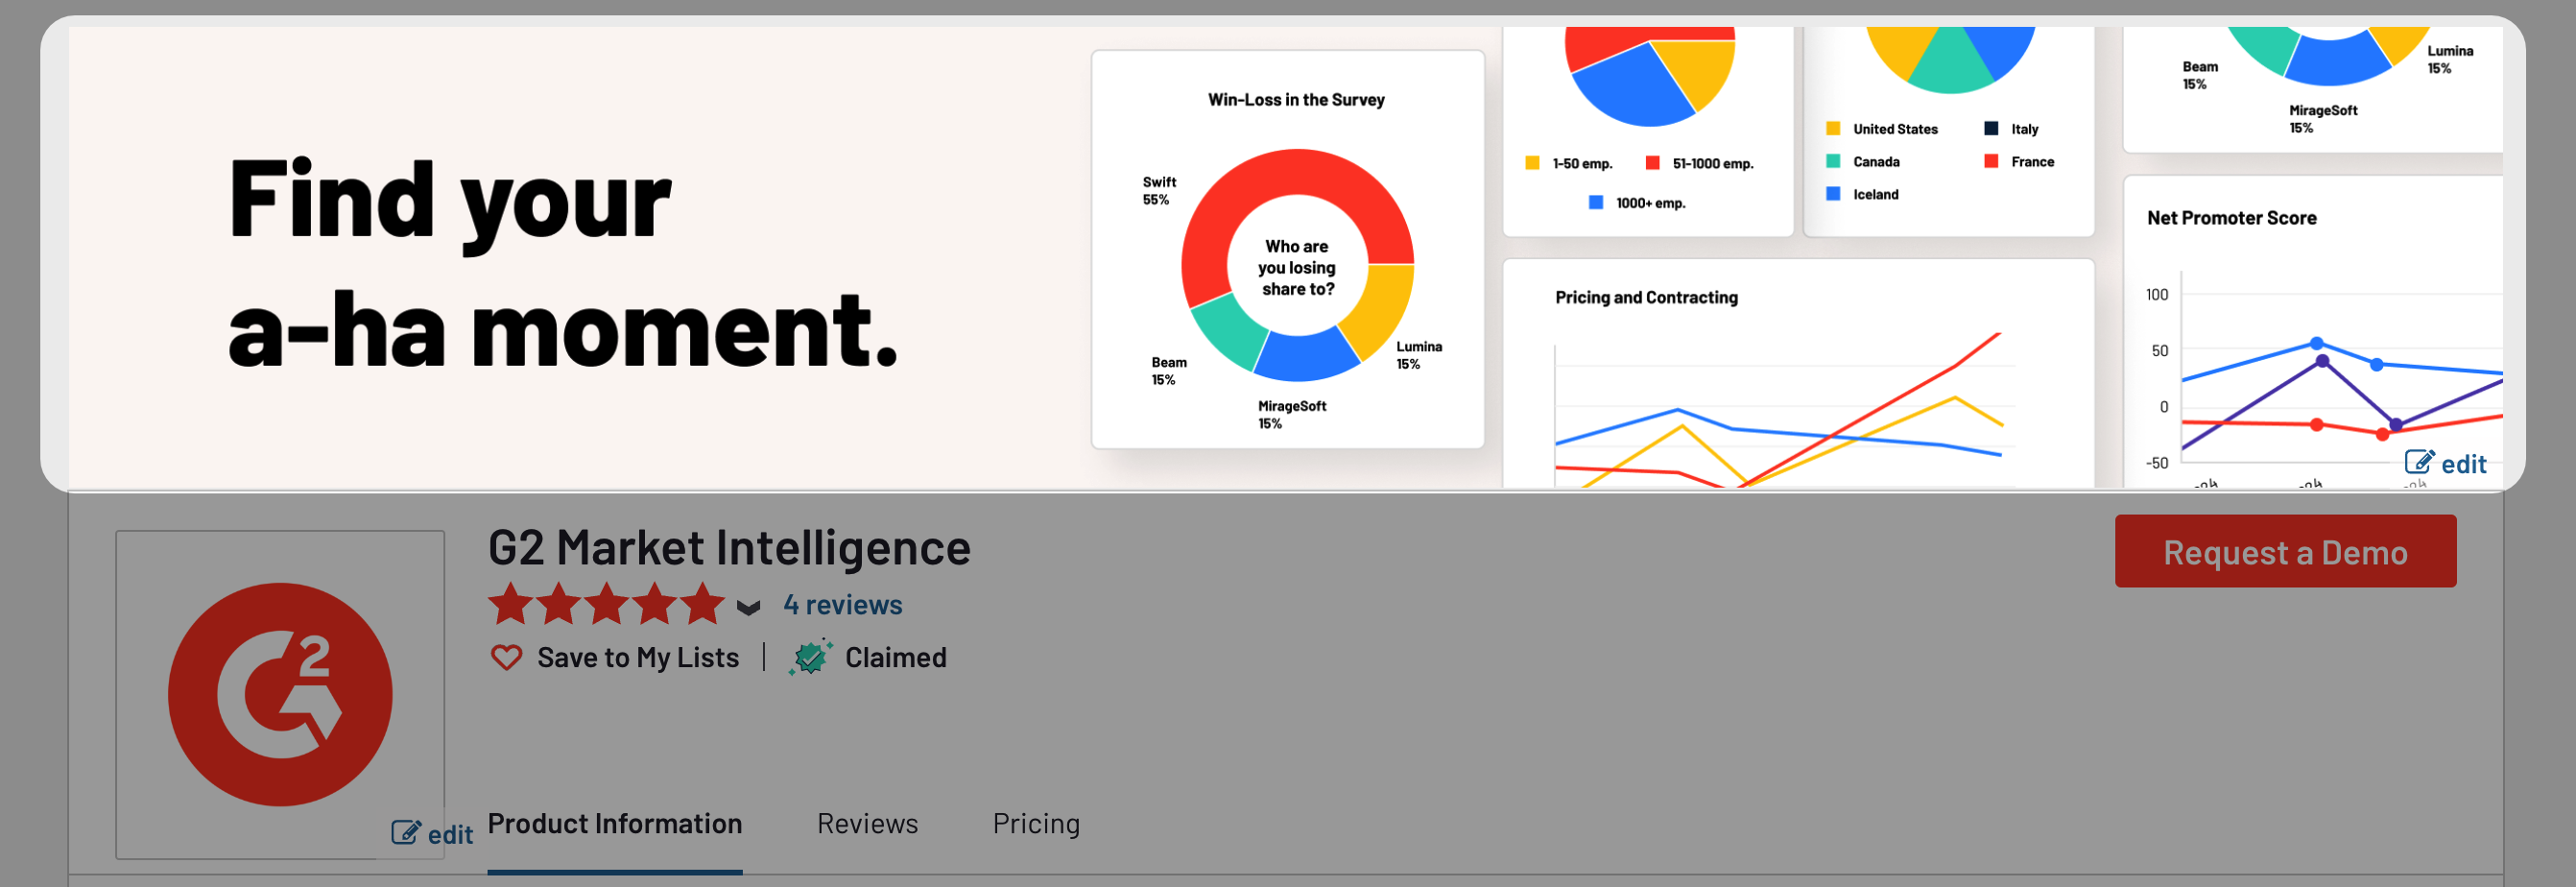 Find your
a-ha moment.
Win-Loss in the Survey
Swift
55%
Who are
you losing
share to?
Beam
15%
MirageSoft
15%
Lumina
15%
1-50 emp.
51-1000 emp.
1000+ emp.
United States
Italy
Canada
France
Iceland
Beam
15%
MirageSoft
15%
Lumina
15%
Pricing and Contracting
Net Promoter Score
100
50
0
-50
edit
G2 Market Intelligence
4 reviews
Save to My Lists
Claimed
Request a Demo
G2
edit
Product Information
Reviews
Pricing